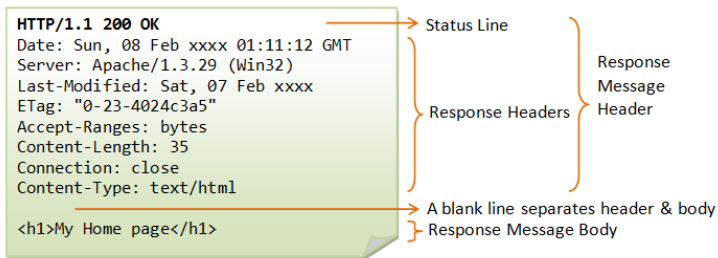 HTTP/1.1 200 OK
Date: Sun, 08 Feb xxxx 01:11:12 GMT
Server: Apache/1.3.29 (Win32)
Last-Modified: Sat, 07 Feb xxxx
ETag: "0-23-4024c3a5"
Accept-Ranges: bytes
Content-Length: 35
Connection: close
Content-Type: text/html
<h1>My Home page</h1>
Status Line
Response Headers
Response
Message
Header
A blank line separates header & body
Response Message Body